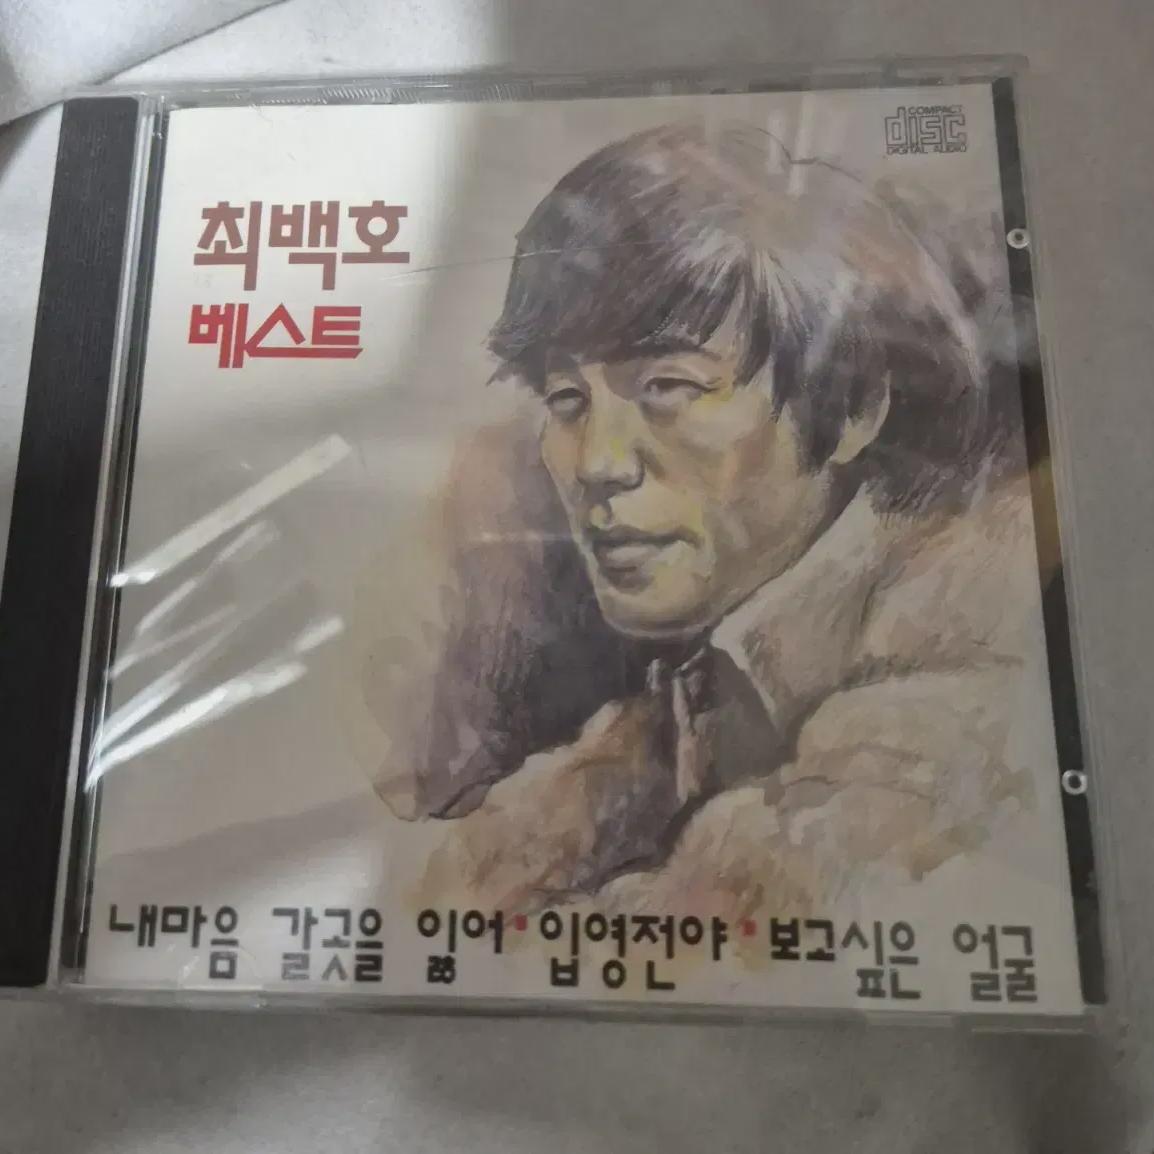 COMPACT
disc
DIGITAL AUDIO
최백호
베스트
내마음 갈곳을 잃어·입영전야·보고싶은 얼굴